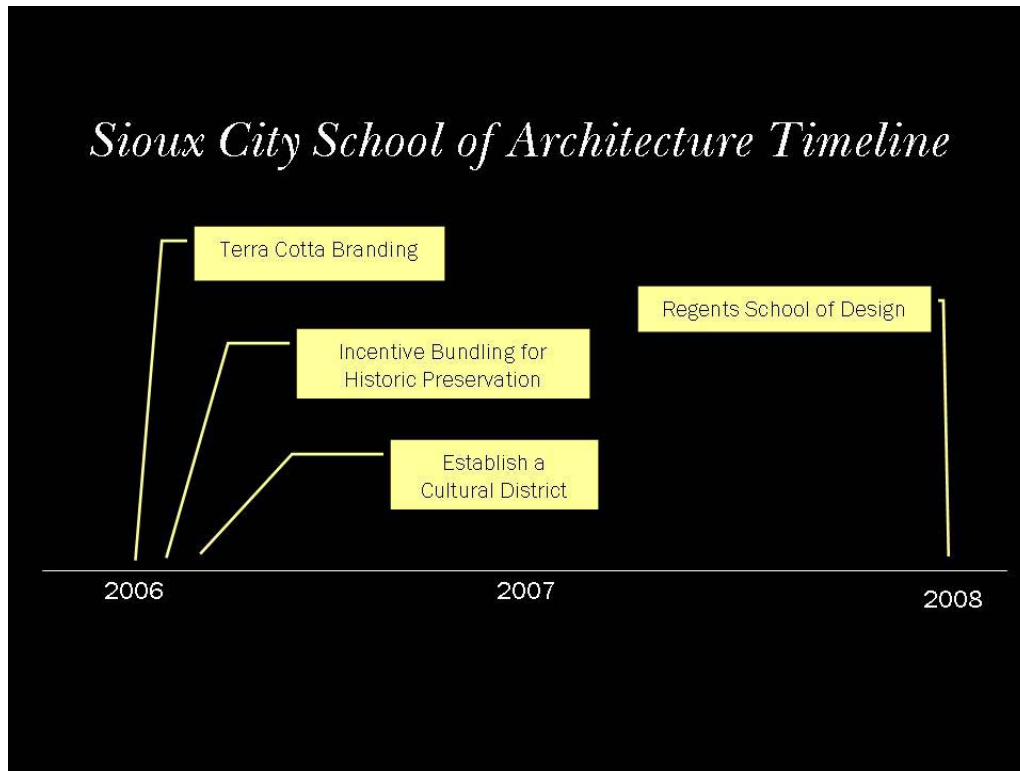 Sioux City School of Architecture Timeline
Terra Cotta Branding
Regents School of Design
Incentive Bundling for
Historic Preservation
Establish a
Cultural District
2006
2007
2008